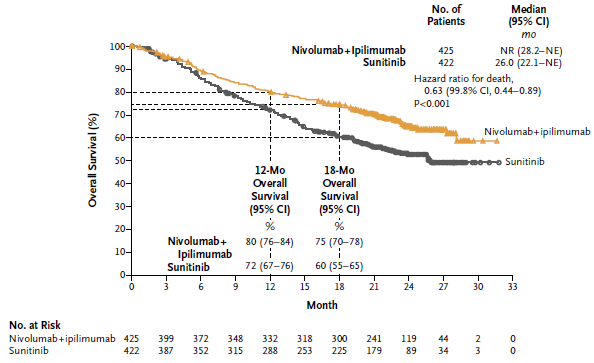 No. of Patients
Median (95% CI)
mo
Nivolumab+Ipilimumab 425 NR (28.2–NE)
Sunitinib 422 26.0 (22.1–NE)
Hazard ratio for death,
0.63 (99.8% CI, 0.44–0.89)
P<0.001
Overall Survival (%)
100
90
80
70
60
50
40
30
20
10
0
Nivolumab+ipilimumab
Sunitinib
12-Mo Overall Survival (95% CI)
18-Mo Overall Survival (95% CI)
% %
Nivolumab+ Ipilimumab 80 (76–84) 75 (70–78)
Sunitinib 72 (67–76) 60 (55–65)
0 3 6 9 12 15 18 21 24 27 30 33
Month
No. at Risk
Nivolumab+ipilimumab 425 399 372 348 332 318 300 241 119 44 2 0
Sunitinib 422 387 352 315 288 253 225 179 89 34 3 0